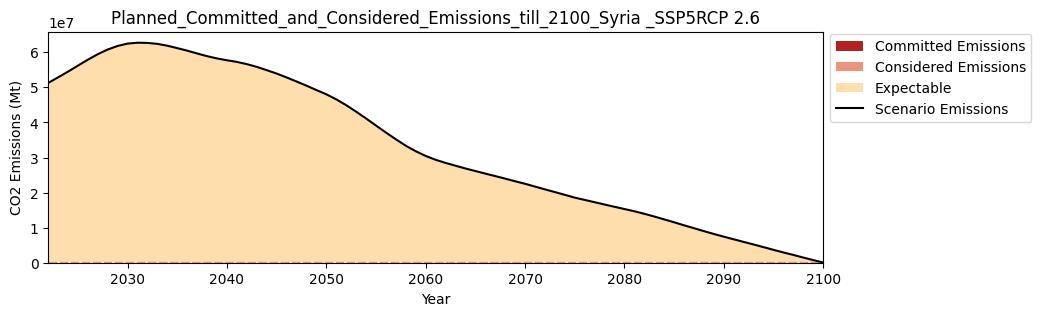 Planned_Committed_and_Considered_Emissions_till_2100_Syria _SSP5RCP 2.6
1e7
6
5
4
3
2
1
0
CO2 Emissions (Mt)
2030 2040 2050 2060 2070 2080 2090 2100
Year
Committed Emissions
Considered Emissions
Expectable
Scenario Emissions